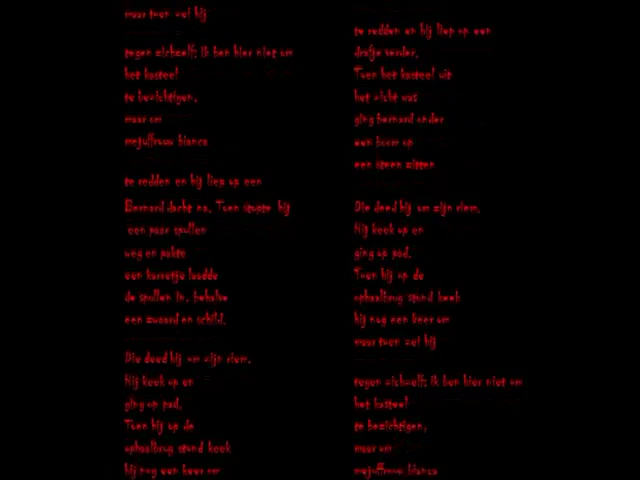 maar toen zei hij
tegen zichzelf: ik ben hier niet om
het kasteel
te bezichtigen,
maar om
mejuffrouw bianca
te redden en hij liep op een
Bernard dacht na. Toen stopte hij
een paar spullen
weg en pakte
een karretje laadde
de spullen in, behalve
een zwaard en schild.
Die deed hij om zijn riem.
Hij keek op en
ging op pad.
Toen hij op de
ophaalbrug stond keek
hij nog een keer om
te redden en hij liep op een
drafje verder.
Toen het kasteel uit
het zicht was
ging bernard onder
een boom op
een steen zitten
Die deed hij om zijn riem.
Hij keek op en
ging op pad.
Toen hij op de
ophaalbrug stond keek
hij nog een keer om
maar toen zei hij
tegen zichzelf: ik ben hier niet om
het kasteel
te bezichtigen,
maar om
mejuffrouw bianca